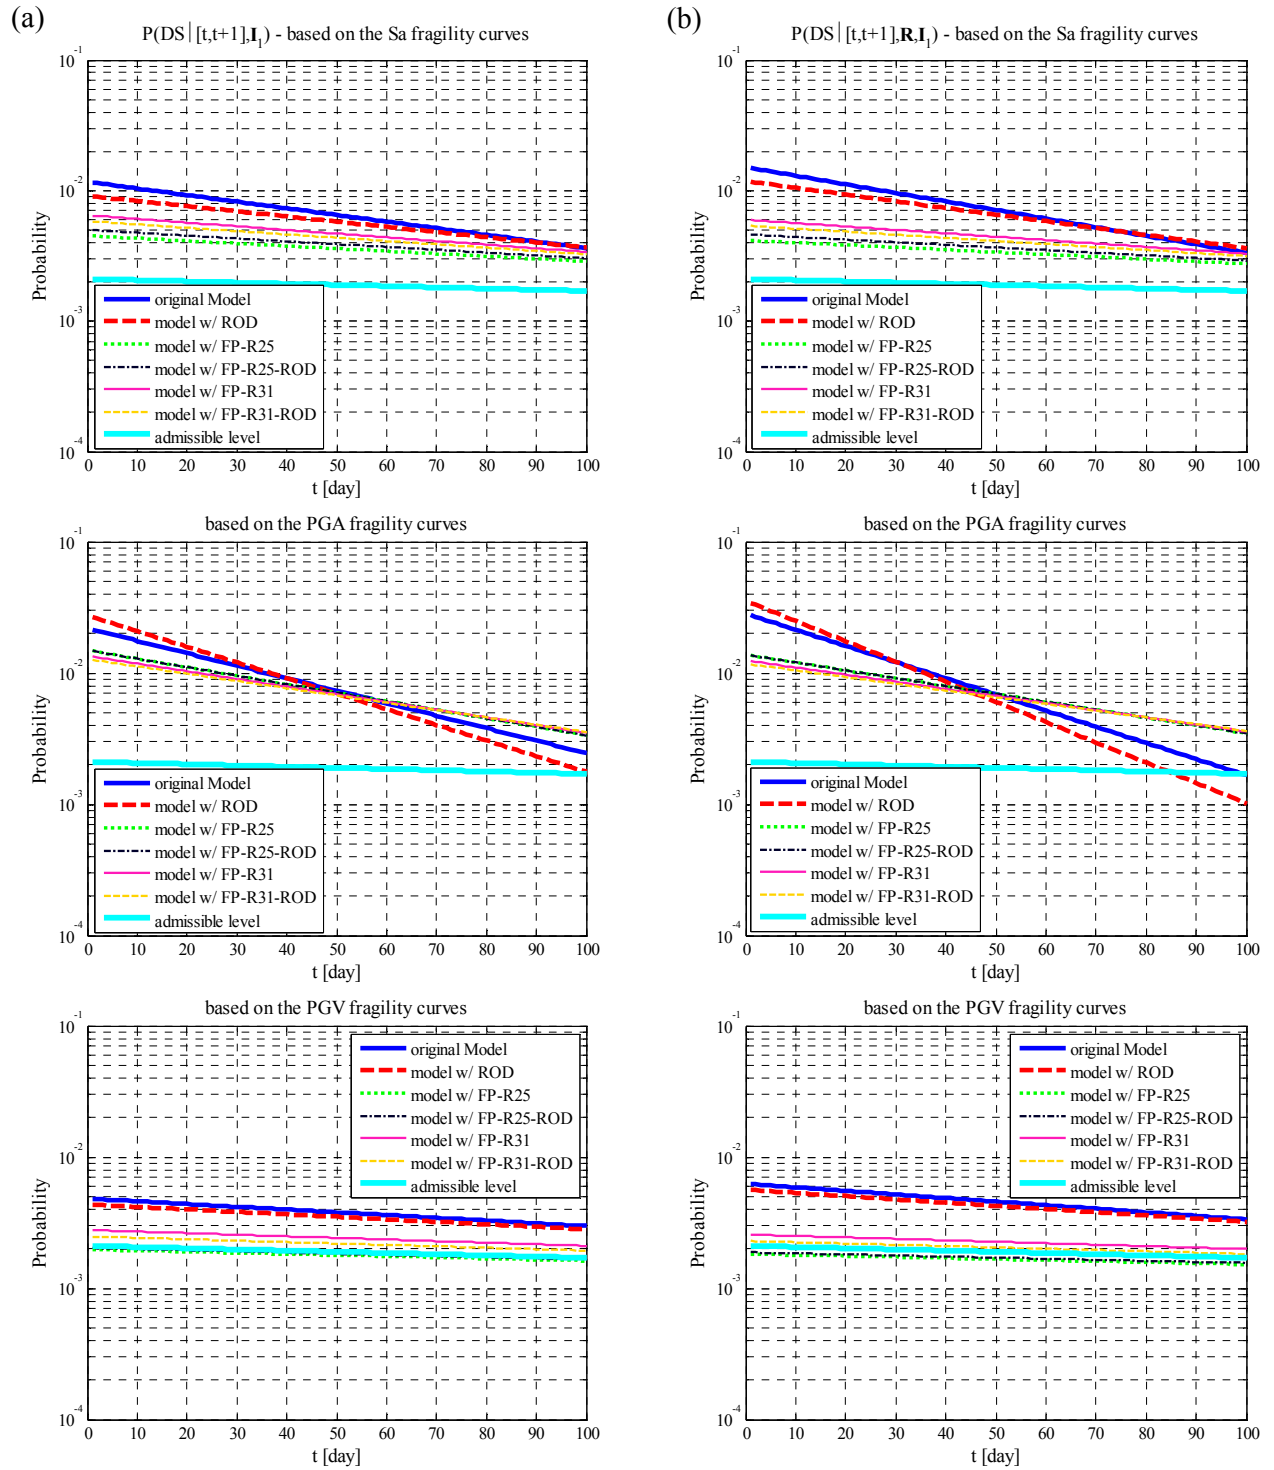 (a)
P(DS|[t,t+1],I1) - based on the Sa fragility curves
10-1
10-2
10-3
10-4
Probability
original Model
model w/ ROD
model w/ FP-R25
model w/ FP-R25-ROD
model w/ FP-R31
model w/ FP-R31-ROD
admissible level
0 10 20 30 40 50 60 70 80 90 100
t [day]
(b)
P(DS|[t,t+1],R,I1) - based on the Sa fragility curves
10-1
10-2
10-3
10-4
Probability
original Model
model w/ ROD
model w/ FP-R25
model w/ FP-R25-ROD
model w/ FP-R31
model w/ FP-R31-ROD
admissible level
0 10 20 30 40 50 60 70 80 90 100
t [day]
based on the PGA fragility curves
10-1
10-2
10-3
10-4
Probability
original Model
model w/ ROD
model w/ FP-R25
model w/ FP-R25-ROD
model w/ FP-R31
model w/ FP-R31-ROD
admissible level
0 10 20 30 40 50 60 70 80 90 100
t [day]
based on the PGA fragility curves
10-1
10-2
10-3
10-4
Probability
original Model
model w/ ROD
model w/ FP-R25
model w/ FP-R25-ROD
model w/ FP-R31
model w/ FP-R31-ROD
admissible level
0 10 20 30 40 50 60 70 80 90 100
t [day]
based on the PGV fragility curves
10-1
10-2
10-3
10-4
Probability
original Model
model w/ ROD
model w/ FP-R25
model w/ FP-R25-ROD
model w/ FP-R31
model w/ FP-R31-ROD
admissible level
0 10 20 30 40 50 60 70 80 90 100
t [day]
based on the PGV fragility curves
10-1
10-2
10-3
10-4
Probability
original Model
model w/ ROD
model w/ FP-R25
model w/ FP-R25-ROD
model w/ FP-R31
model w/ FP-R31-ROD
admissible level
0 10 20 30 40 50 60 70 80 90 100
t [day]